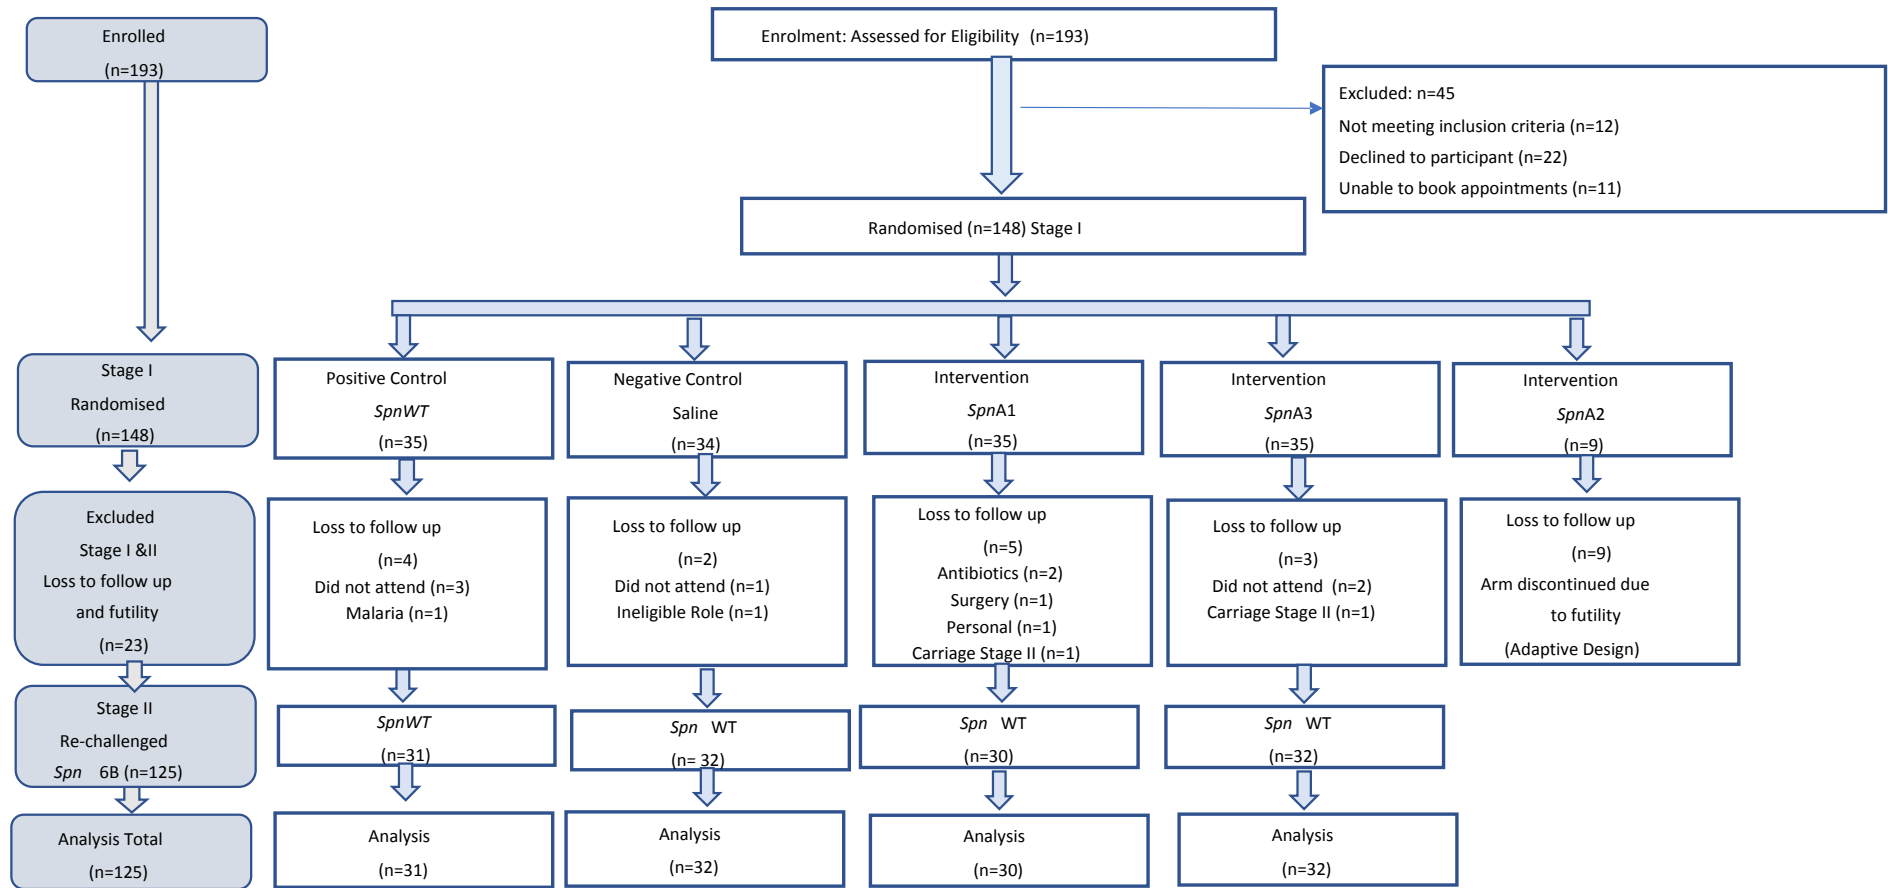 Enrolled
(n=193)
Enrolment: Assessed for Eligibility (n=193)
Excluded: n=45
Not meeting inclusion criteria (n=12)
Declined to participant (n=22)
Unable to book appointments (n=11)
Randomised (n=148) Stage I
Stage I
Randomised
(n=148)
Positive Control
SpnWT
(n=35)
Negative Control
Saline
(n=34)
Intervention
SpnA1
(n=35)
Intervention
SpnA3
(n=35)
Intervention
SpnA2
(n=9)
Excluded
Stage I &II
Loss to follow up
and futility
(n=23)
Loss to follow up
(n=4)
Did not attend (n=3)
Malaria (n=1)
Loss to follow up
(n=2)
Did not attend (n=1)
Ineligible Role (n=1)
Loss to follow up
(n=5)
Antibiotics (n=2)
Surgery (n=1)
Personal (n=1)
Carriage Stage II (n=1)
Loss to follow up
(n=3)
Did not attend (n=2)
Carriage Stage II (n=1)
Loss to follow up
(n=9)
Arm discontinued due
to futility
(Adaptive Design)
Stage II
Re-challenged
Spn 6B (n=125)
SpnWT
(n=31)
Spn WT
(n= 32)
Spn WT
(n=30)
Spn WT
(n=32)
Analysis Total
(n=125)
Analysis
(n=31)
Analysis
(n=32)
Analysis
(n=30)
Analysis
(n=32)